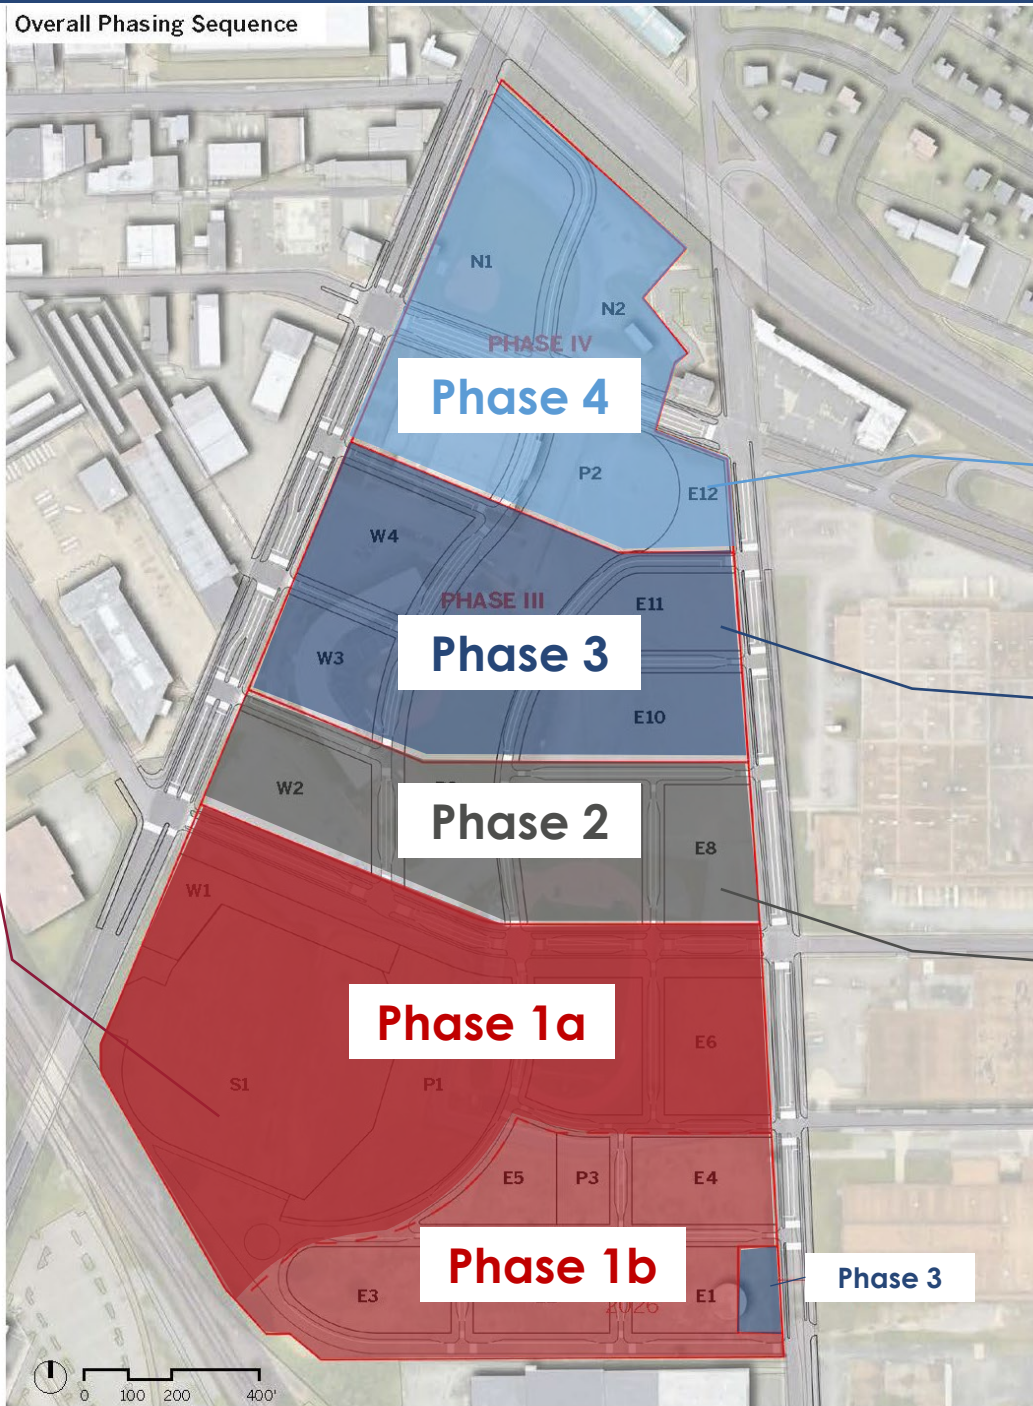 Overall Phasing Sequence
N1
N2
PHASE IV
Phase 4
P2
E12
W4
PHASE III
E11
Phase 3
W3
E10
W2
Phase 2
E8
W1
Phase 1a
E6
S1
P1
E5
P3
E4
Phase 1b
Phase 3
E3
E1
2026
0 100 200 400'